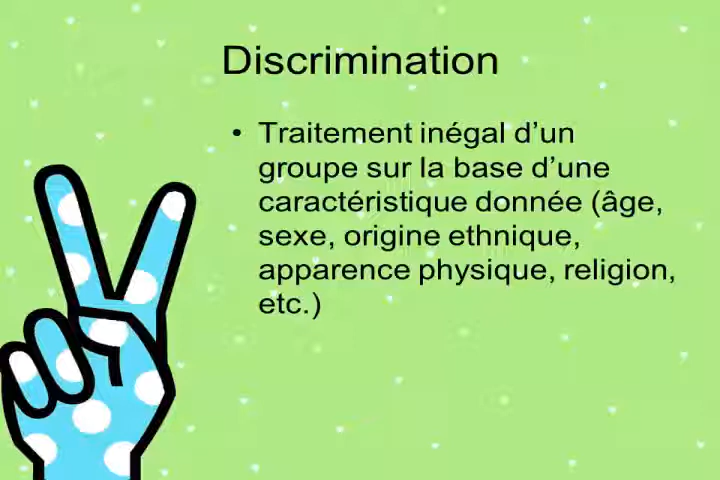 Discrimination
• Traitement inégal d’un
groupe sur la base d’une
caractéristique donnée (âge,
sexe, origine ethnique,
apparence physique, religion,
etc.)